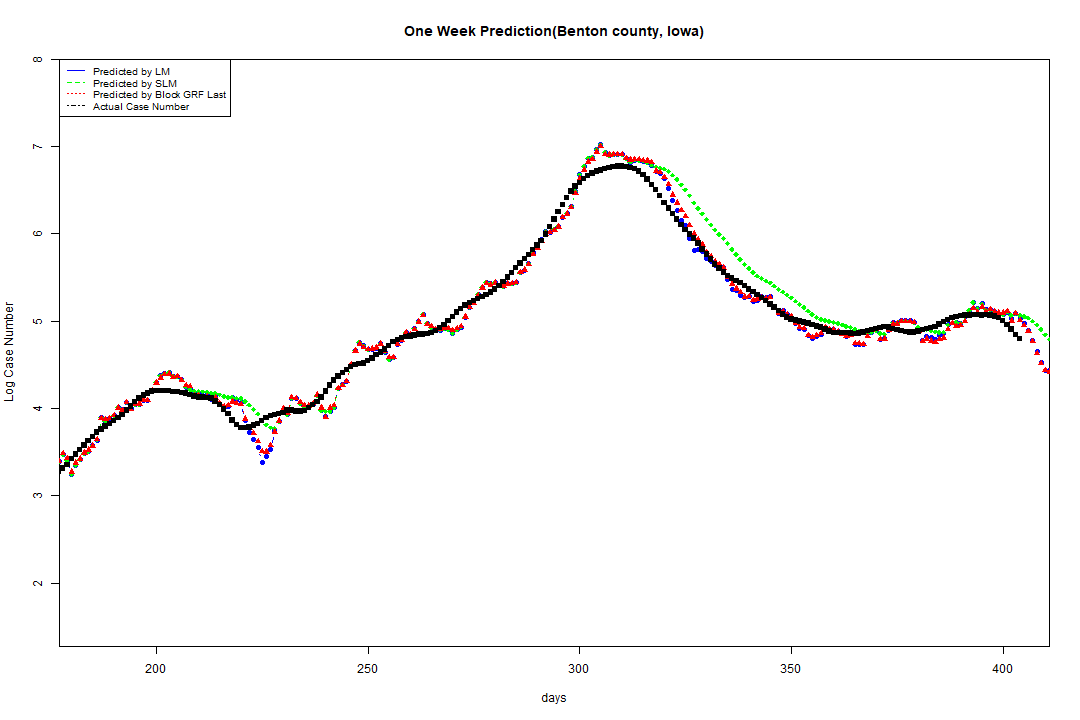 One Week Prediction(Benton county, Iowa)
Predicted by LM
Predicted by SLM
Predicted by Block GRF Last
Actual Case Number
8
7
6
5
4
3
2
Log Case Number
200 250 300 350 400
days